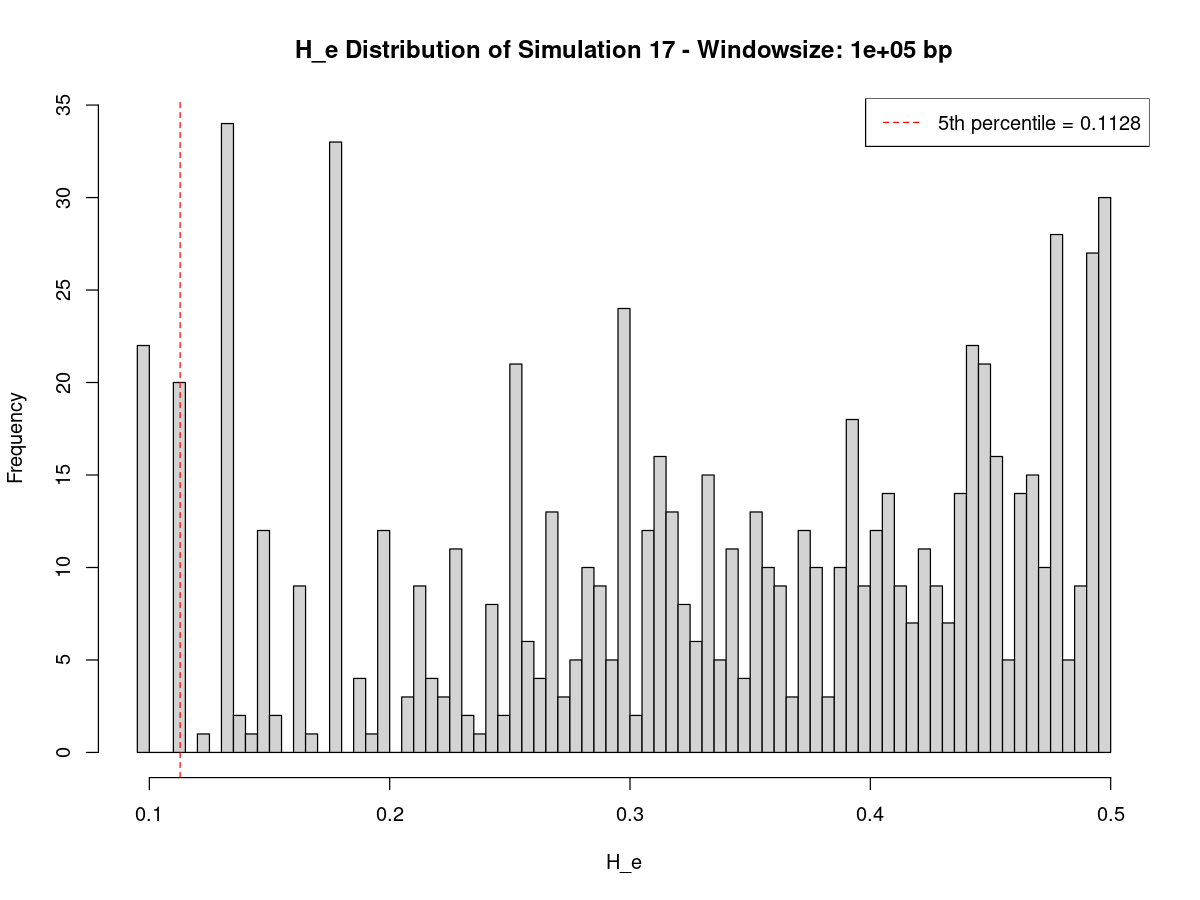 H_e Distribution of Simulation 17 - Windowsize: 1e+05 bp
5th percentile = 0.1128
35
30
25
20
15
10
5
0
Frequency
0.1 0.2 0.3 0.4 0.5
H_e